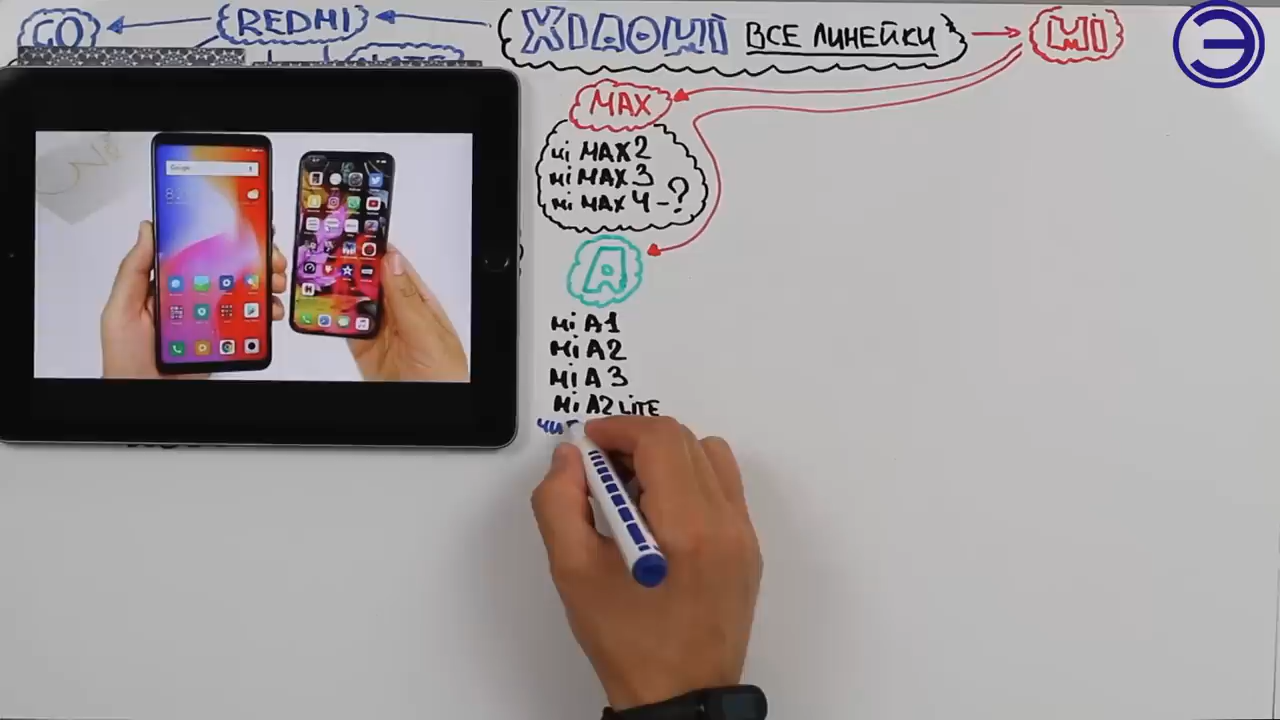 GO
REDMI
XIAOMI ВСЕ ЛИНЕЙКИ
Mi
Э
MAX
Mi MAX 2
Mi MAX 3
Mi MAX 4 - ?
A
Mi A1
Mi A2
Mi A3
Mi A2 LiTE
Google